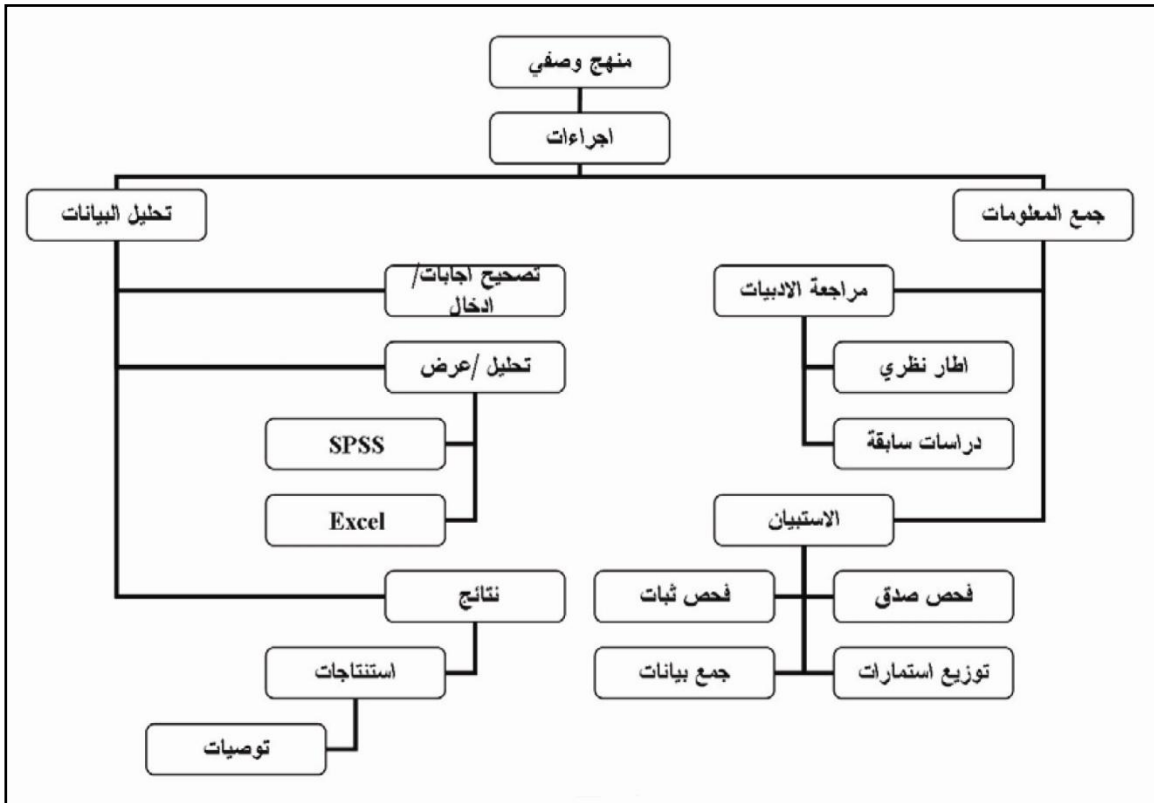 منهج وصفي
اجراءات
جمع المعلومات
تحليل البيانات
مراجعة الادبيات
تصحيح اجابات/
ادخال
اطار نظري
تحليل /عرض
دراسات سابقة
SPSS
الاستبيان
Excel
فحص صدق
فحص ثبات
نتائج
توزيع استمارات
جمع بيانات
استنتاجات
توصيات